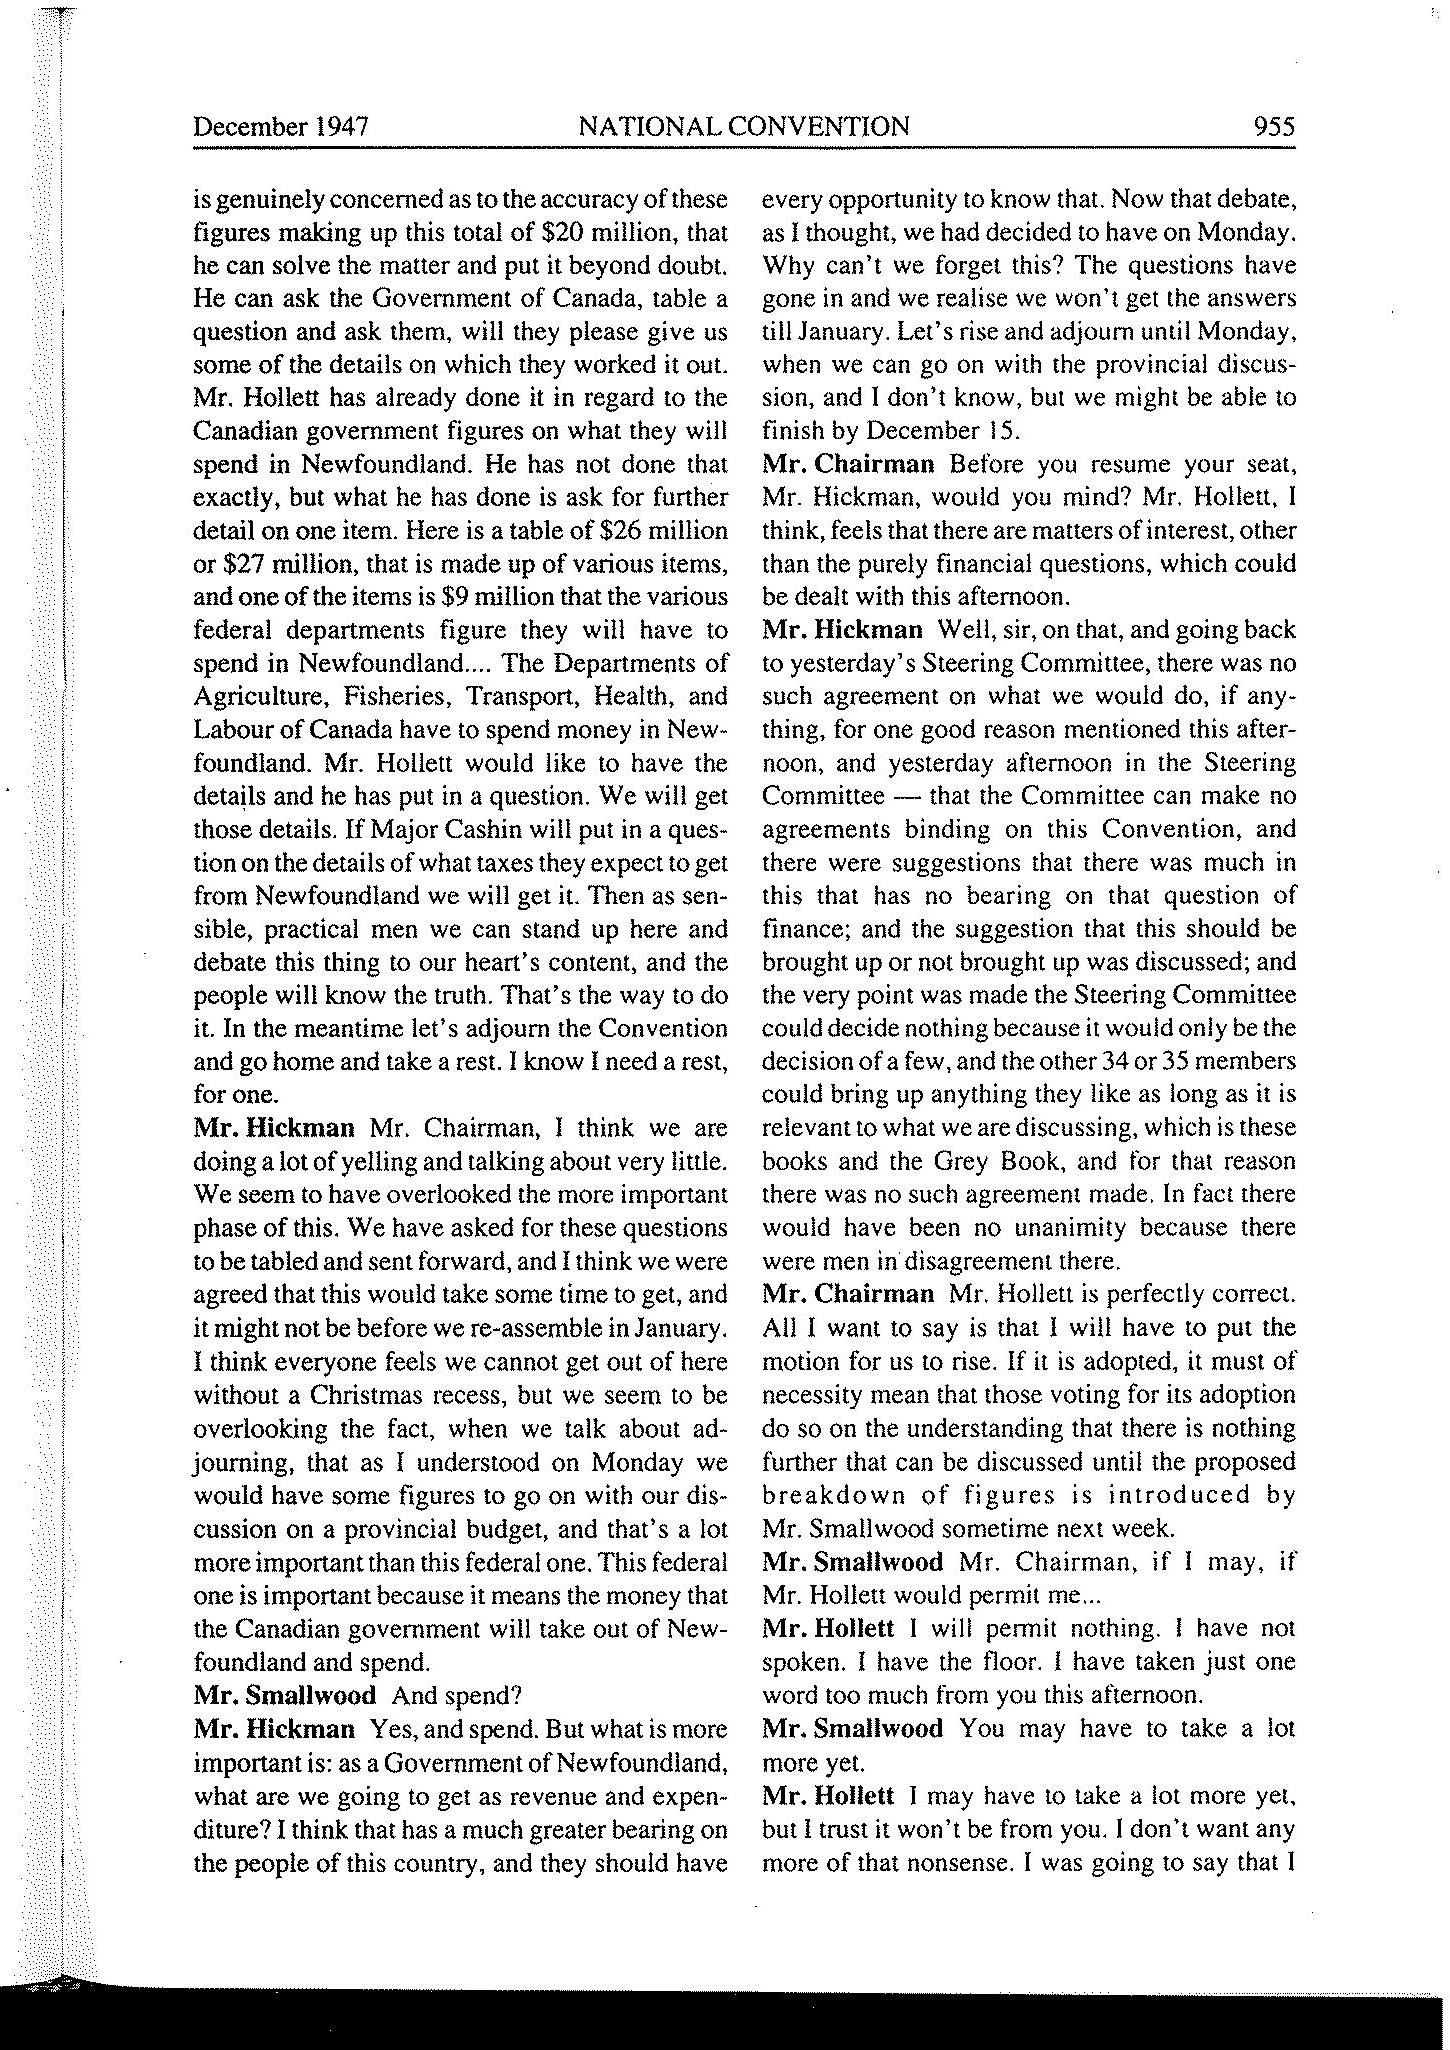 December 1947 NATIONAL CONVENTION 955
is genuinely concerned as to the accuracy of these
figures making up this total of $20 million, that
he can solve the matter and put it beyond doubt.
He can ask the Government of Canada, table a
question and ask them, will they please give us
some of the details on which they worked it out.
Mr. Hollett has already done it in regard to the
Canadian government figures on what they will
spend in Newfoundland. He has not done that
exactly, but what he has done is ask for further
detail on one item. Here is a table of $26 million
or $27 million, that is made up of various items,
and one of the items is $9 million that the various
federal departments figure they will have to
spend in Newfoundland.... The Departments of
Agriculture, Fisheries, Transport, Health, and
Labour of Canada have to spend money in New-
foundland. Mr. Hollett would like to have the
details and he has put in a question. We will get
those details. If Major Cashin will put in a ques-
tion on the details of what taxes they expect to get
from Newfoundland we will get it. Then as sen-
sible, practical men we can stand up here and
debate this thing to our heart's content, and the
people will know the truth. That's the way to do
it. In the meantime let's adjourn the Convention
and go home and take a rest. I know I need a rest,
for one.
Mr. Hickman Mr. Chairman, I think we are
doing a lot of yelling and talking about very little.
We seem to have overlooked the more important
phase of this. We have asked for these questions
to be tabled and sent forward, and I think we were
agreed that this would take some time to get, and
it might not be before we re-assemble in January.
I think everyone feels we cannot get out of here
without a Christmas recess, but we seem to be
overlooking the fact, when we talk about ad-
journing, that as I understood on Monday we
would have some figures to go on with our dis-
cussion on a provincial budget, and that's a lot
more important than this federal one. This federal
one is important because it means the money that
the Canadian government will take out of New-
foundland and spend.
Mr. Smallwood And spend?
Mr. Hickman Yes, and spend. But what is more
important is: as a Government of Newfoundland,
what are we going to get as revenue and expen-
diture? I think that has a much greater bearing on
the people of this country, and they should have
every opportunity to know that. Now that debate,
as I thought, we had decided to have on Monday.
Why can't we forget this? The questions have
gone in and we realise we won't get the answers
till January. Let's rise and adjourn until Monday,
when we can go on with the provincial discus-
sion, and I don't know, but we might be able to
finish by December 15.
Mr. Chairman Before you resume your seat,
Mr. Hickman, would you mind? Mr. Hollett, I
think, feels that there are matters of interest, other
than the purely financial questions, which could
be dealt with this afternoon.
Mr. Hickman Well, sir, on that, and going back
to yesterday's Steering Committee, there was no
such agreement on what we would do, if any-
thing, for one good reason mentioned this after-
noon, and yesterday afternoon in the Steering
Committee — that the Committee can make no
agreements binding on this Convention, and
there were suggestions that there was much in
this that has no bearing on that question of
finance; and the suggestion that this should be
brought up or not brought up was discussed; and
the very point was made the Steering Committee
could decide nothing because it would only be the
decision of a few, and the other 34 or 35 members
could bring up anything they like as long as it is
relevant to what we are discussing, which is these
books and the Grey Book, and for that reason
there was no such agreement made. In fact there
would have been no unanimity because there
were men in disagreement there.
Mr. Chairman Mr. Hollett is perfectly correct.
All I want to say is that I will have to put the
motion for us to rise. If it is adopted, it must of
necessity mean that those voting for its adoption
do so on the understanding that there is nothing
further that can be discussed until the proposed
breakdown of figures is introduced by
Mr. Smallwood sometime next week.
Mr. Smallwood Mr. Chairman, if I may, if
Mr. Hollett would permit me...
Mr. Hollett I will permit nothing. I have not
spoken. I have the floor. I have taken just one
word too much from you this afternoon.
Mr. Smallwood You may have to take a lot
more yet.
Mr. Hollett I may have to take a lot more yet,
but I trust it won't be from you. I don't want any
more of that nonsense. I was going to say that I